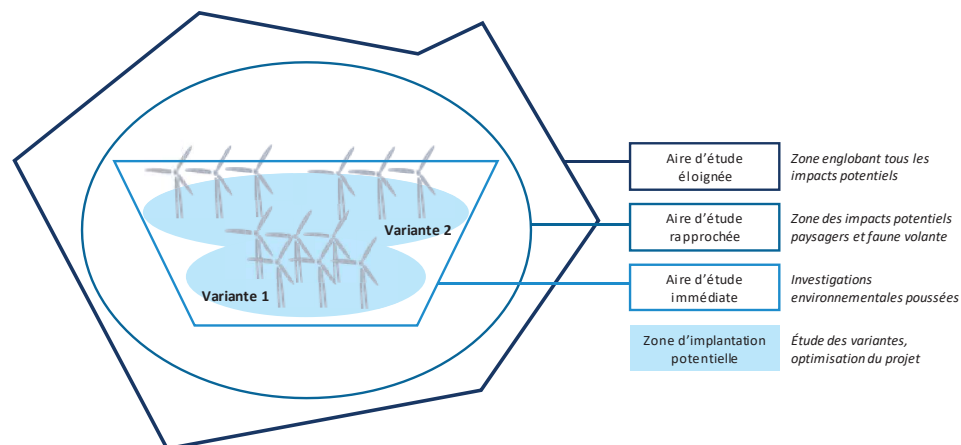 Aire d'étude
éloignée
Zone englobant tous les
impacts potentiels
Variante 2
Aire d'étude
rapprochée
Zone des impacts potentiels
paysagers et faune volante
Variante 1
Aire d'étude
immédiate
Investigations
environnementales poussées
Zone d'implantation
potentielle
Étude des variantes,
optimisation du projet